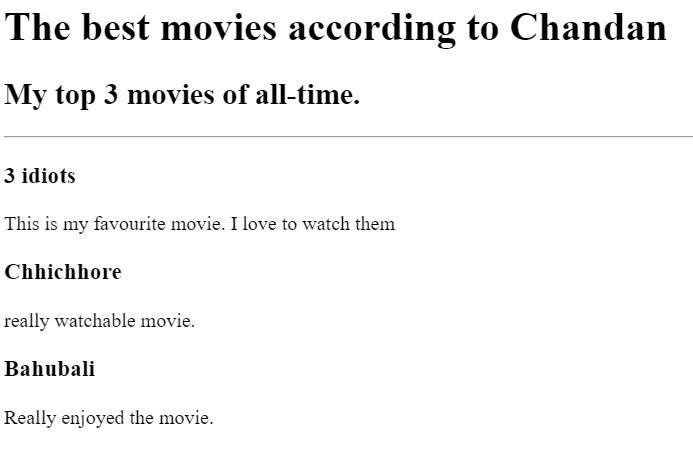 The best movies according to Chandan
My top 3 movies of all-time.
3 idiots
This is my favourite movie. I love to watch them
Chhichhore
really watchable movie.
Bahubali
Really enjoyed the movie.